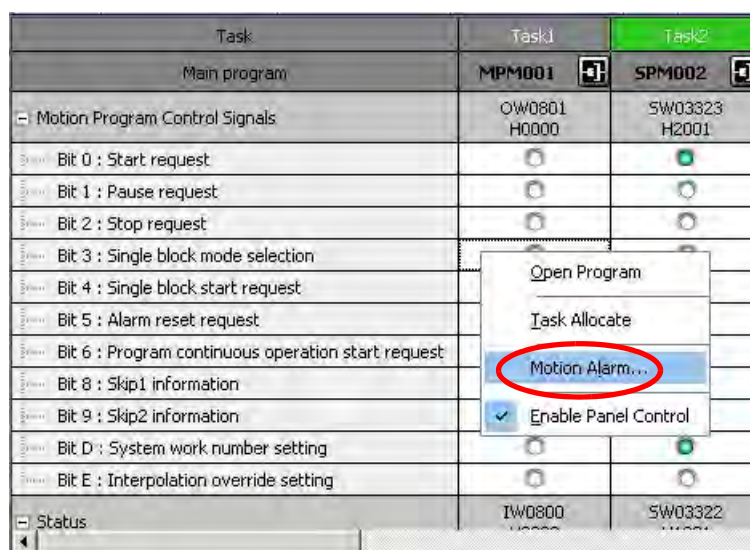 Task Task1 Task2
Main program MPM001 SPM002
Motion Program Control Signals OW0801 SW03323
H0000 H2001
Bit 0 : Start request
Bit 1 : Pause request
Bit 2 : Stop request
Bit 3 : Single block mode selection
Open Program
Bit 4 : Single block start request
Task Allocate
Bit 5 : Alarm reset request
Bit 6 : Program continuous operation start request
Motion Alarm...
Bit 8 : Skip1 information
Bit 9 : Skip2 information
Enable Panel Control
Bit D : System work number setting
Bit E : Interpolation override setting
Status IW0800 SW03322